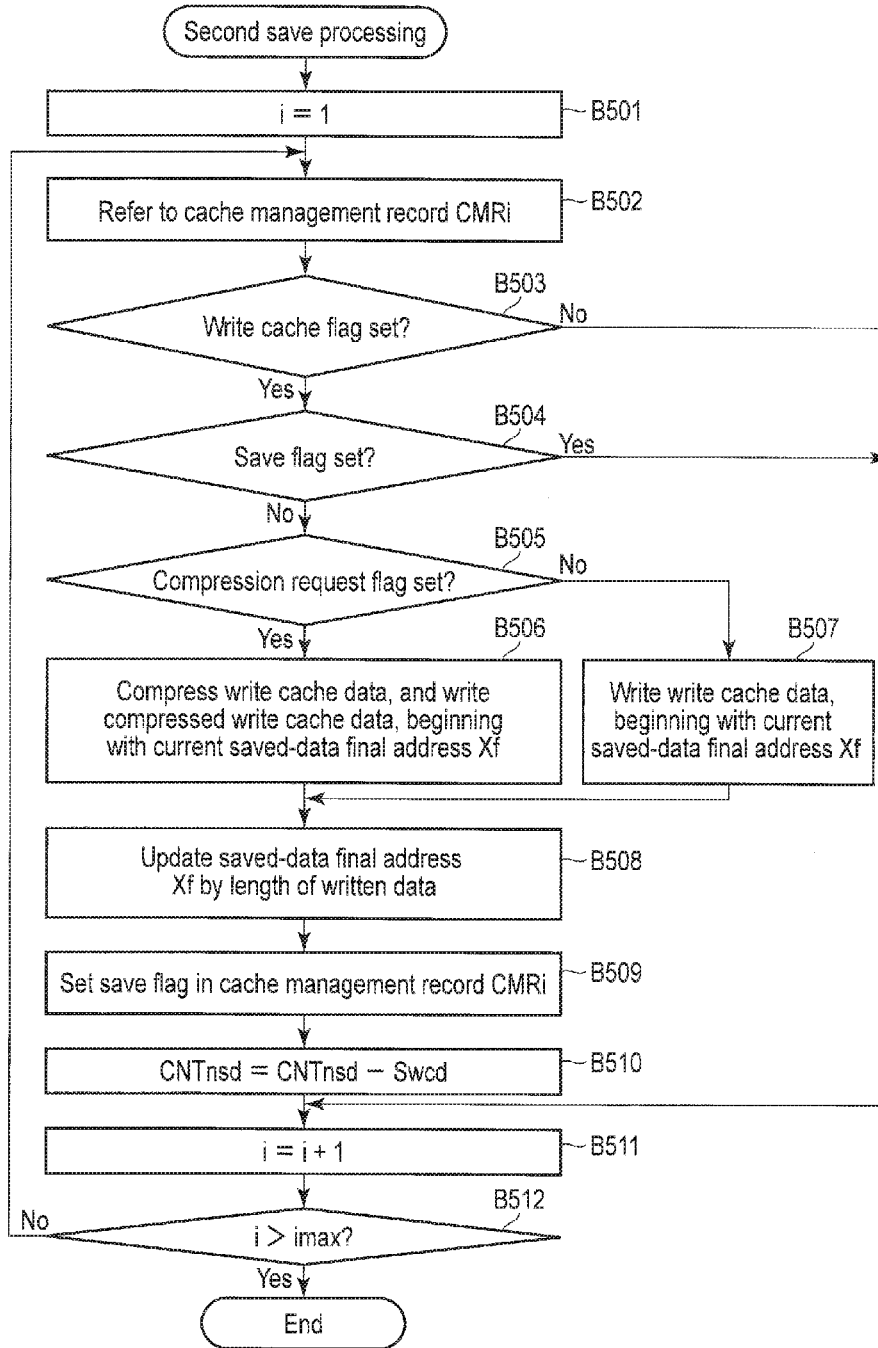 Second save processing
i = 1
B501
Refer to cache management record CMRi
B502
B503
Write cache flag set?
No
Yes
B504
Save flag set?
Yes
No
B505
Compression request flag set?
No
Yes
B506
Compress write cache data, and write
compressed write cache data, beginning
with current saved-data final address Xf
B507
Write write cache data,
beginning with current
saved-data final address Xf
Update saved-data final address
Xf by length of written data
B508
Set save flag in cache management record CMRi
B509
CNTnsd = CNTnsd − Swcd
B510
i = i + 1
B511
B512
No
i > imax?
Yes
End